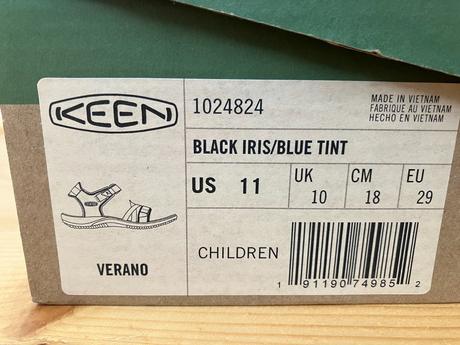 KEEN
1024824
MADE IN VIETNAM
FABRIQUÉ AU VIETNAM
HECHO EN VIETNAM
BLACK IRIS/BLUE TINT
US 11
UK 10
CM 18
EU 29
VERANO
CHILDREN
1 91190 74985 2